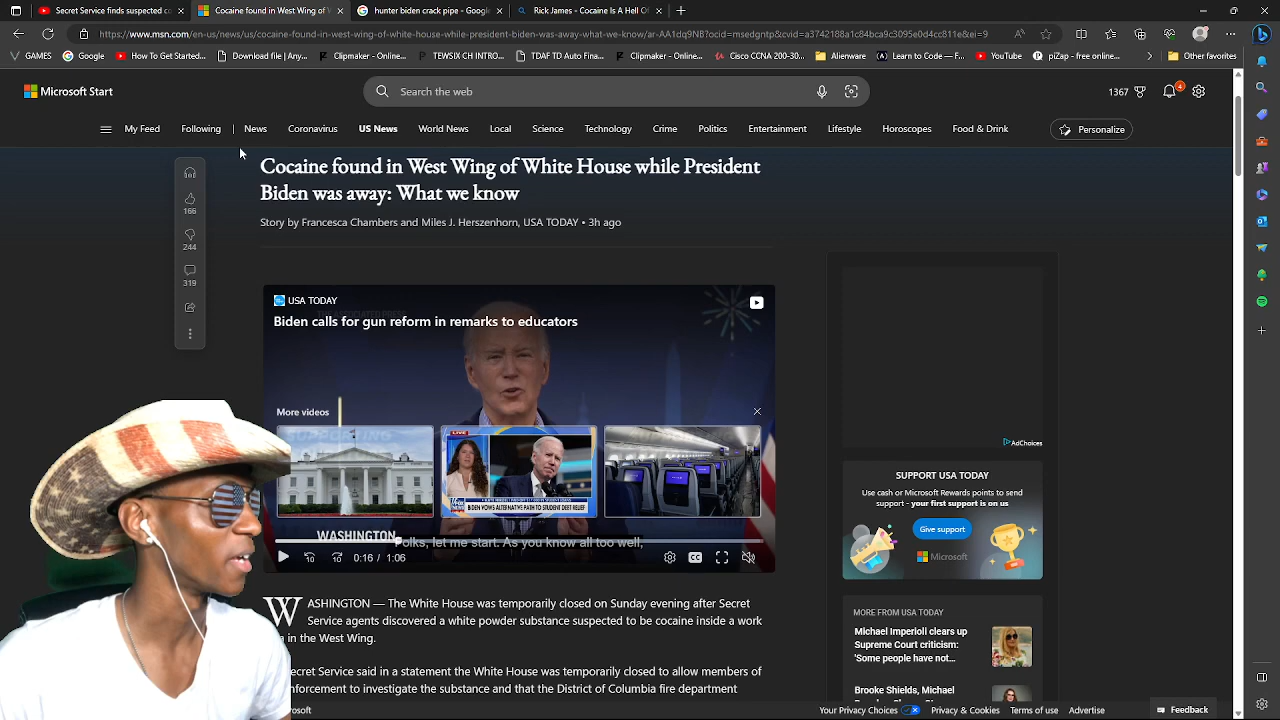 Secret Service finds suspected co
Cocaine found in West Wing of W
hunter biden crack pipe - Google S
Rick James - Cocaine Is A Hell Of
https://www.msn.com/en-us/news/us/cocaine-found-in-west-wing-of-white-house-while-president-biden-was-away-what-we-know/ar-AA1dq9NB?ocid=msedgntp&cvid=a3742188a1c84bca9c3095e0d4cc811e&ei=9
GAMES
Google
How To Get Started...
Download file | Any...
Clipmaker - Online...
TEWSIX CH INTRO...
TDAF TD Auto Fina...
Clipmaker - Online...
Cisco CCNA 200-30...
Alienware
Learn to Code — F...
YouTube
piZap - free online...
Other favorites
Microsoft Start
Search the web
1367
4
My Feed
Following
News
Coronavirus
US News
World News
Local
Science
Technology
Crime
Politics
Entertainment
Lifestyle
Horoscopes
Food & Drink
Personalize
Cocaine found in West Wing of White House while President
Biden was away: What we know
Story by Francesca Chambers and Miles J. Herszenhorn, USA TODAY • 3h ago
166
244
319
USA TODAY
Biden calls for gun reform in remarks to educators
More videos
LIVE
BIDEN VOWS ALTERNATIVE PATH TO STUDENT DEBT RELIEF
WASHINGTON
Folks, let me start. As you know all too well,
0:16 / 1:06
CC
WASHINGTON — The White House was temporarily closed on Sunday evening after Secret
Service agents discovered a white powder substance suspected to be cocaine inside a work
in the West Wing.
ecret Service said in a statement the White House was temporarily closed to allow members of
nforcement to investigate the substance and that the District of Columbia fire department
AdChoices
SUPPORT USA TODAY
Use cash or Microsoft Rewards points to send
support - your first support is on us
Give support
Microsoft
MORE FROM USA TODAY
Michael Imperioli clears up
Supreme Court criticism:
'Some people have not...
Brooke Shields, Michael
rosoft
Your Privacy Choices
Privacy & Cookies
Terms of use
Advertise
Feedback